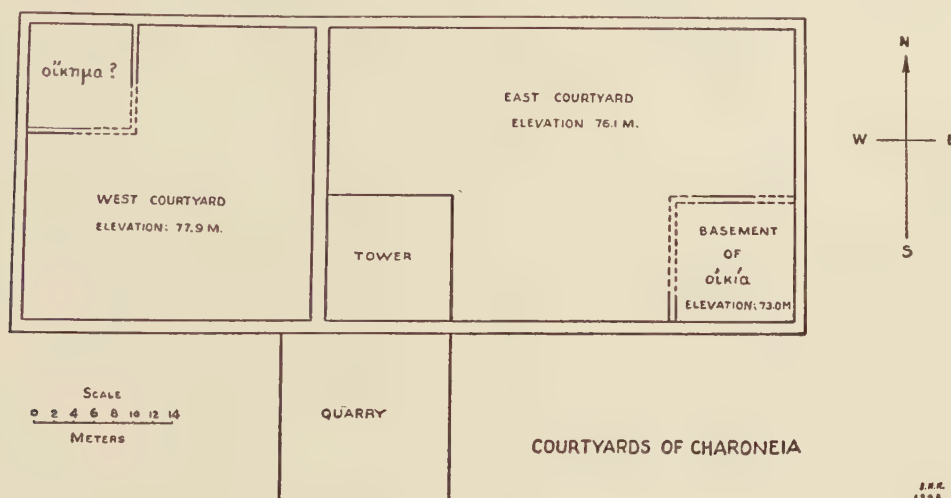 οἴκημα ?
WEST COURTYARD
ELEVATION: 77.9 M.
EAST COURTYARD
ELEVATION 76.1 M.
TOWER
BASEMENT
OF
οἰκία
ELEVATION: 73.0M
N
W
E
S
SCALE
0 2 4 6 8 10 12 14
METERS
QUARRY
COURTYARDS OF CHARONEIA